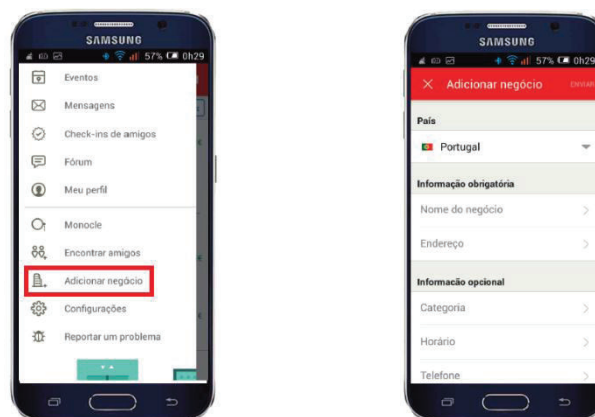 SAMSUNG
57% 0h29
Eventos
Mensagens
Check-ins de amigos
Fórum
Meu perfil
Monocle
Encontrar amigos
Adicionar negócio
Configurações
Reportar um problema
SAMSUNG
57% 0h29
Adicionar negócio ENVIAR
País
Portugal
Informação obrigatória
Nome do negócio
Endereço
Informação opcional
Categoria
Horário
Telefone